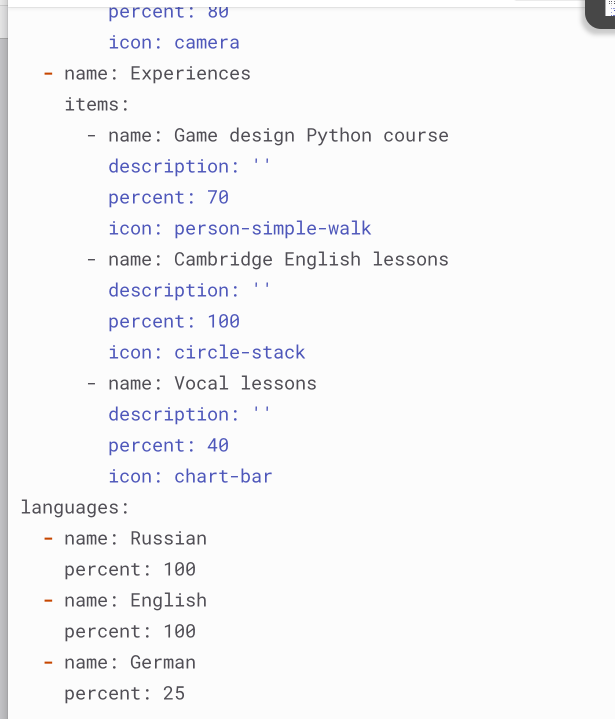 percent: 80
icon: camera
- name: Experiences
items:
- name: Game design Python course
description: ''
percent: 70
icon: person-simple-walk
- name: Cambridge English lessons
description: ''
percent: 100
icon: circle-stack
- name: Vocal lessons
description: ''
percent: 40
icon: chart-bar
languages:
- name: Russian
percent: 100
- name: English
percent: 100
- name: German
percent: 25